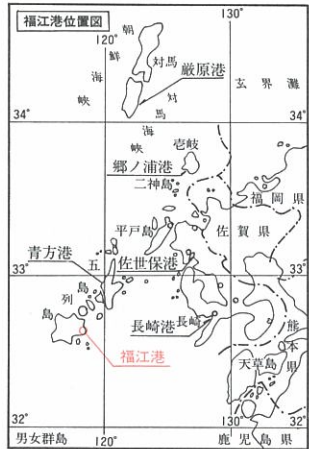 福江港位置図
130°
120°
朝
鮮
海
峡
対
馬
厳原港
玄界灘
34°
34°
対
馬
海
峡
壱岐
郷ノ浦港
二神島
福岡県
平戸島
佐賀県
青方港
五
島
列
島
佐世保港
33°
33°
長崎港
長崎
熊
本
県
福江港
天草島
32°
32°
男女群島
120°
鹿児島県
130°